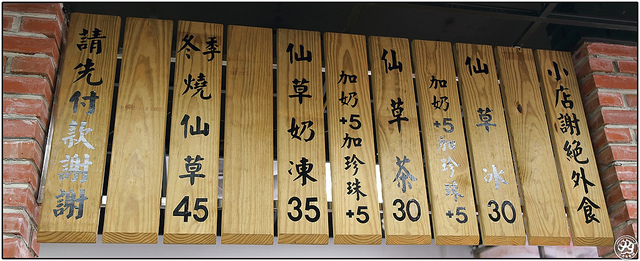 請先付款謝謝
冬季 燒仙草 45
仙草奶凍 35
加奶+5加珍珠+5
仙草茶 30
加奶+5加珍珠+5
仙草冰 30
小店謝絕外食